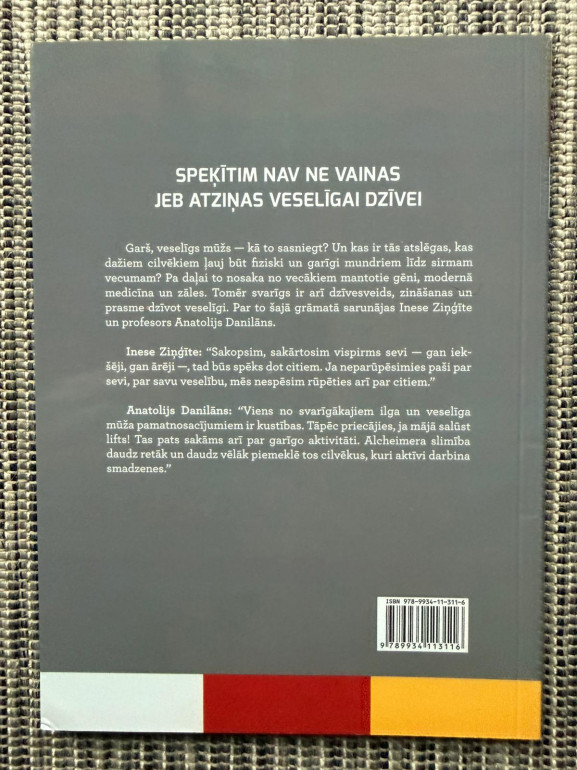 SPEĶĪTIM NAV NE VAINAS
JEB ATZIŅAS VESELĪGAI DZĪVEI
Garš, veselīgs mūžs — kā to sasniegt? Un kas ir tās atslēgas, kas
dažiem cilvēkiem ļauj būt fiziski un garīgi mundriem līdz sirmam
vecumam? Pa daļai to nosaka no vecākiem mantotie gēni, modernā
medicīna un zāles. Tomēr svarīgs ir arī dzīvesveids, zināšanas un
prasme dzīvot veselīgi. Par to šajā grāmatā sarunājas Inese Ziņģīte
un profesors Anatolijs Danilāns.
Inese Ziņģīte: “Sakopsim, sakārtosim vispirms sevi — gan iek-
šēji, gan ārēji —, tad būs spēks dot citiem. Ja neparūpēsimies paši par
sevi, par savu veselību, mēs nespēsim rūpēties arī par citiem.”
Anatolijs Danilāns: “Viens no svarīgākajiem ilga un veselīga
mūža pamatnosacījumiem ir kustības. Tāpēc priecājies, ja mājā salūst
lifts! Tas pats sakāms arī par garīgo aktivitāti. Alcheimera slimība
daudz retāk un daudz vēlāk piemeklē tos cilvēkus, kuri aktīvi darbina
smadzenes.”
ISBN 978-9934-11-311-6
9 789934 113116